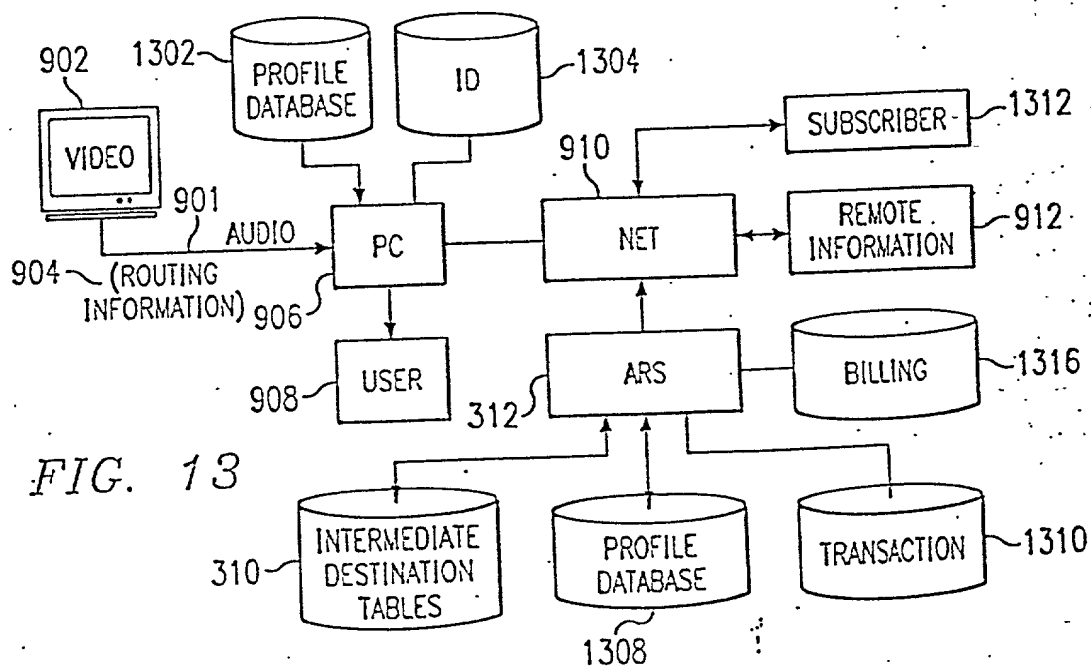 902
1302
PROFILE
DATABASE
ID
1304
VIDEO
901
AUDIO
904
(ROUTING
INFORMATION)
PC
906
USER
908
910
NET
SUBSCRIBER
1312
REMOTE
INFORMATION
912
ARS
312
BILLING
1316
FIG. 13
INTERMEDIATE
DESTINATION
TABLES
310
PROFILE
DATABASE
1308
TRANSACTION
1310